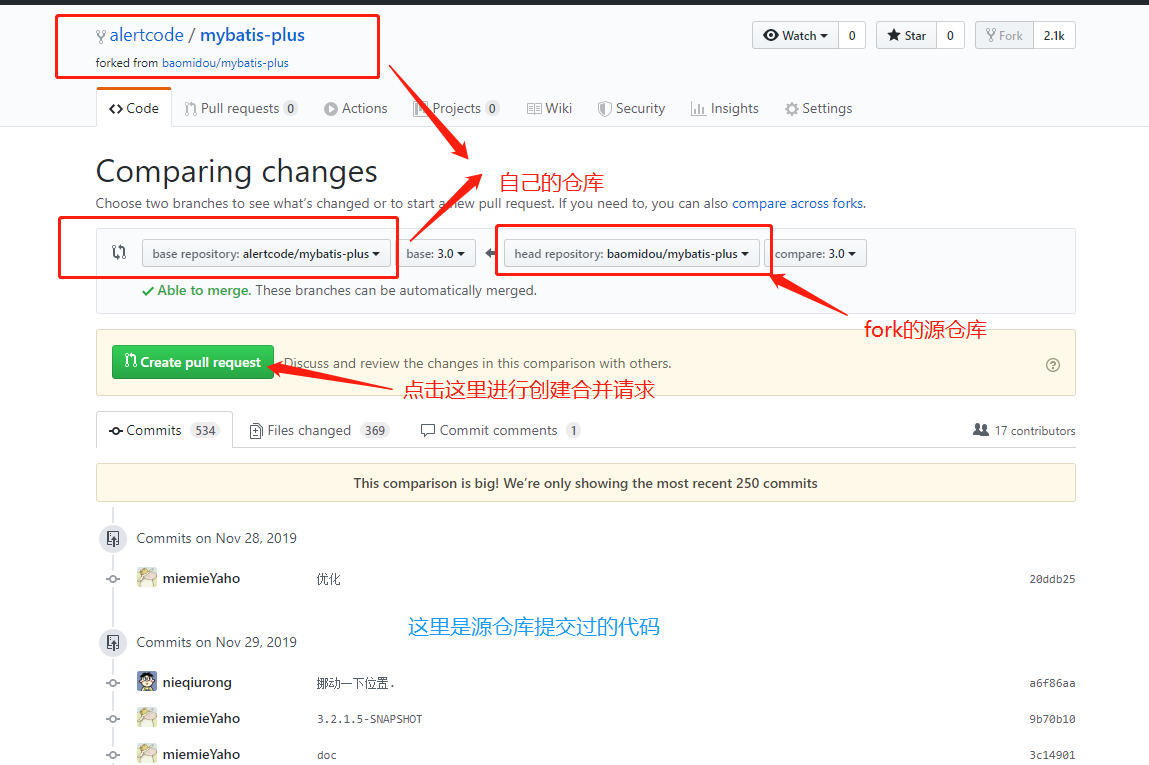 alertcode / mybatis-plus
Watch 0 Star 0 Fork 2.1k
forked from baomidou/mybatis-plus
Code Pull requests 0 Actions Projects 0 Wiki Security Insights Settings
Comparing changes
自己的仓库
Choose two branches to see what's changed or to start a new pull request. If you need to, you can also compare across forks.
base repository: alertcode/mybatis-plus base: 3.0 head repository: baomidou/mybatis-plus compare: 3.0
Able to merge. These branches can be automatically merged.
fork的源仓库
Create pull request Discuss and review the changes in this comparison with others.
点击这里进行创建合并请求
Commits 534 Files changed 369 Commit comments 1 17 contributors
This comparison is big! We're only showing the most recent 250 commits
Commits on Nov 28, 2019
miemieYaho 优化 20ddb25
这里是源仓库提交过的代码
Commits on Nov 29, 2019
nieqiurong 挪动一下位置. a6f86aa
miemieYaho 3.2.1.5-SNAPSHOT 9b70b10
miemieYaho doc 3c14901